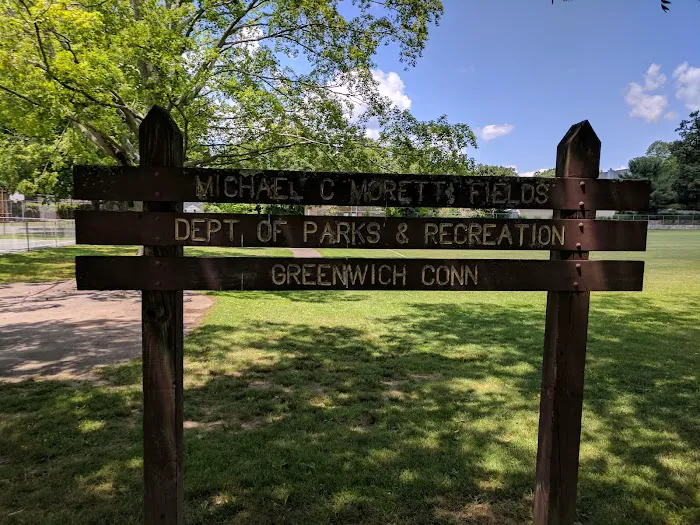 MICHAEL C MORETTI FIELDS
DEPT OF PARKS & RECREATION
GREENWICH CONN